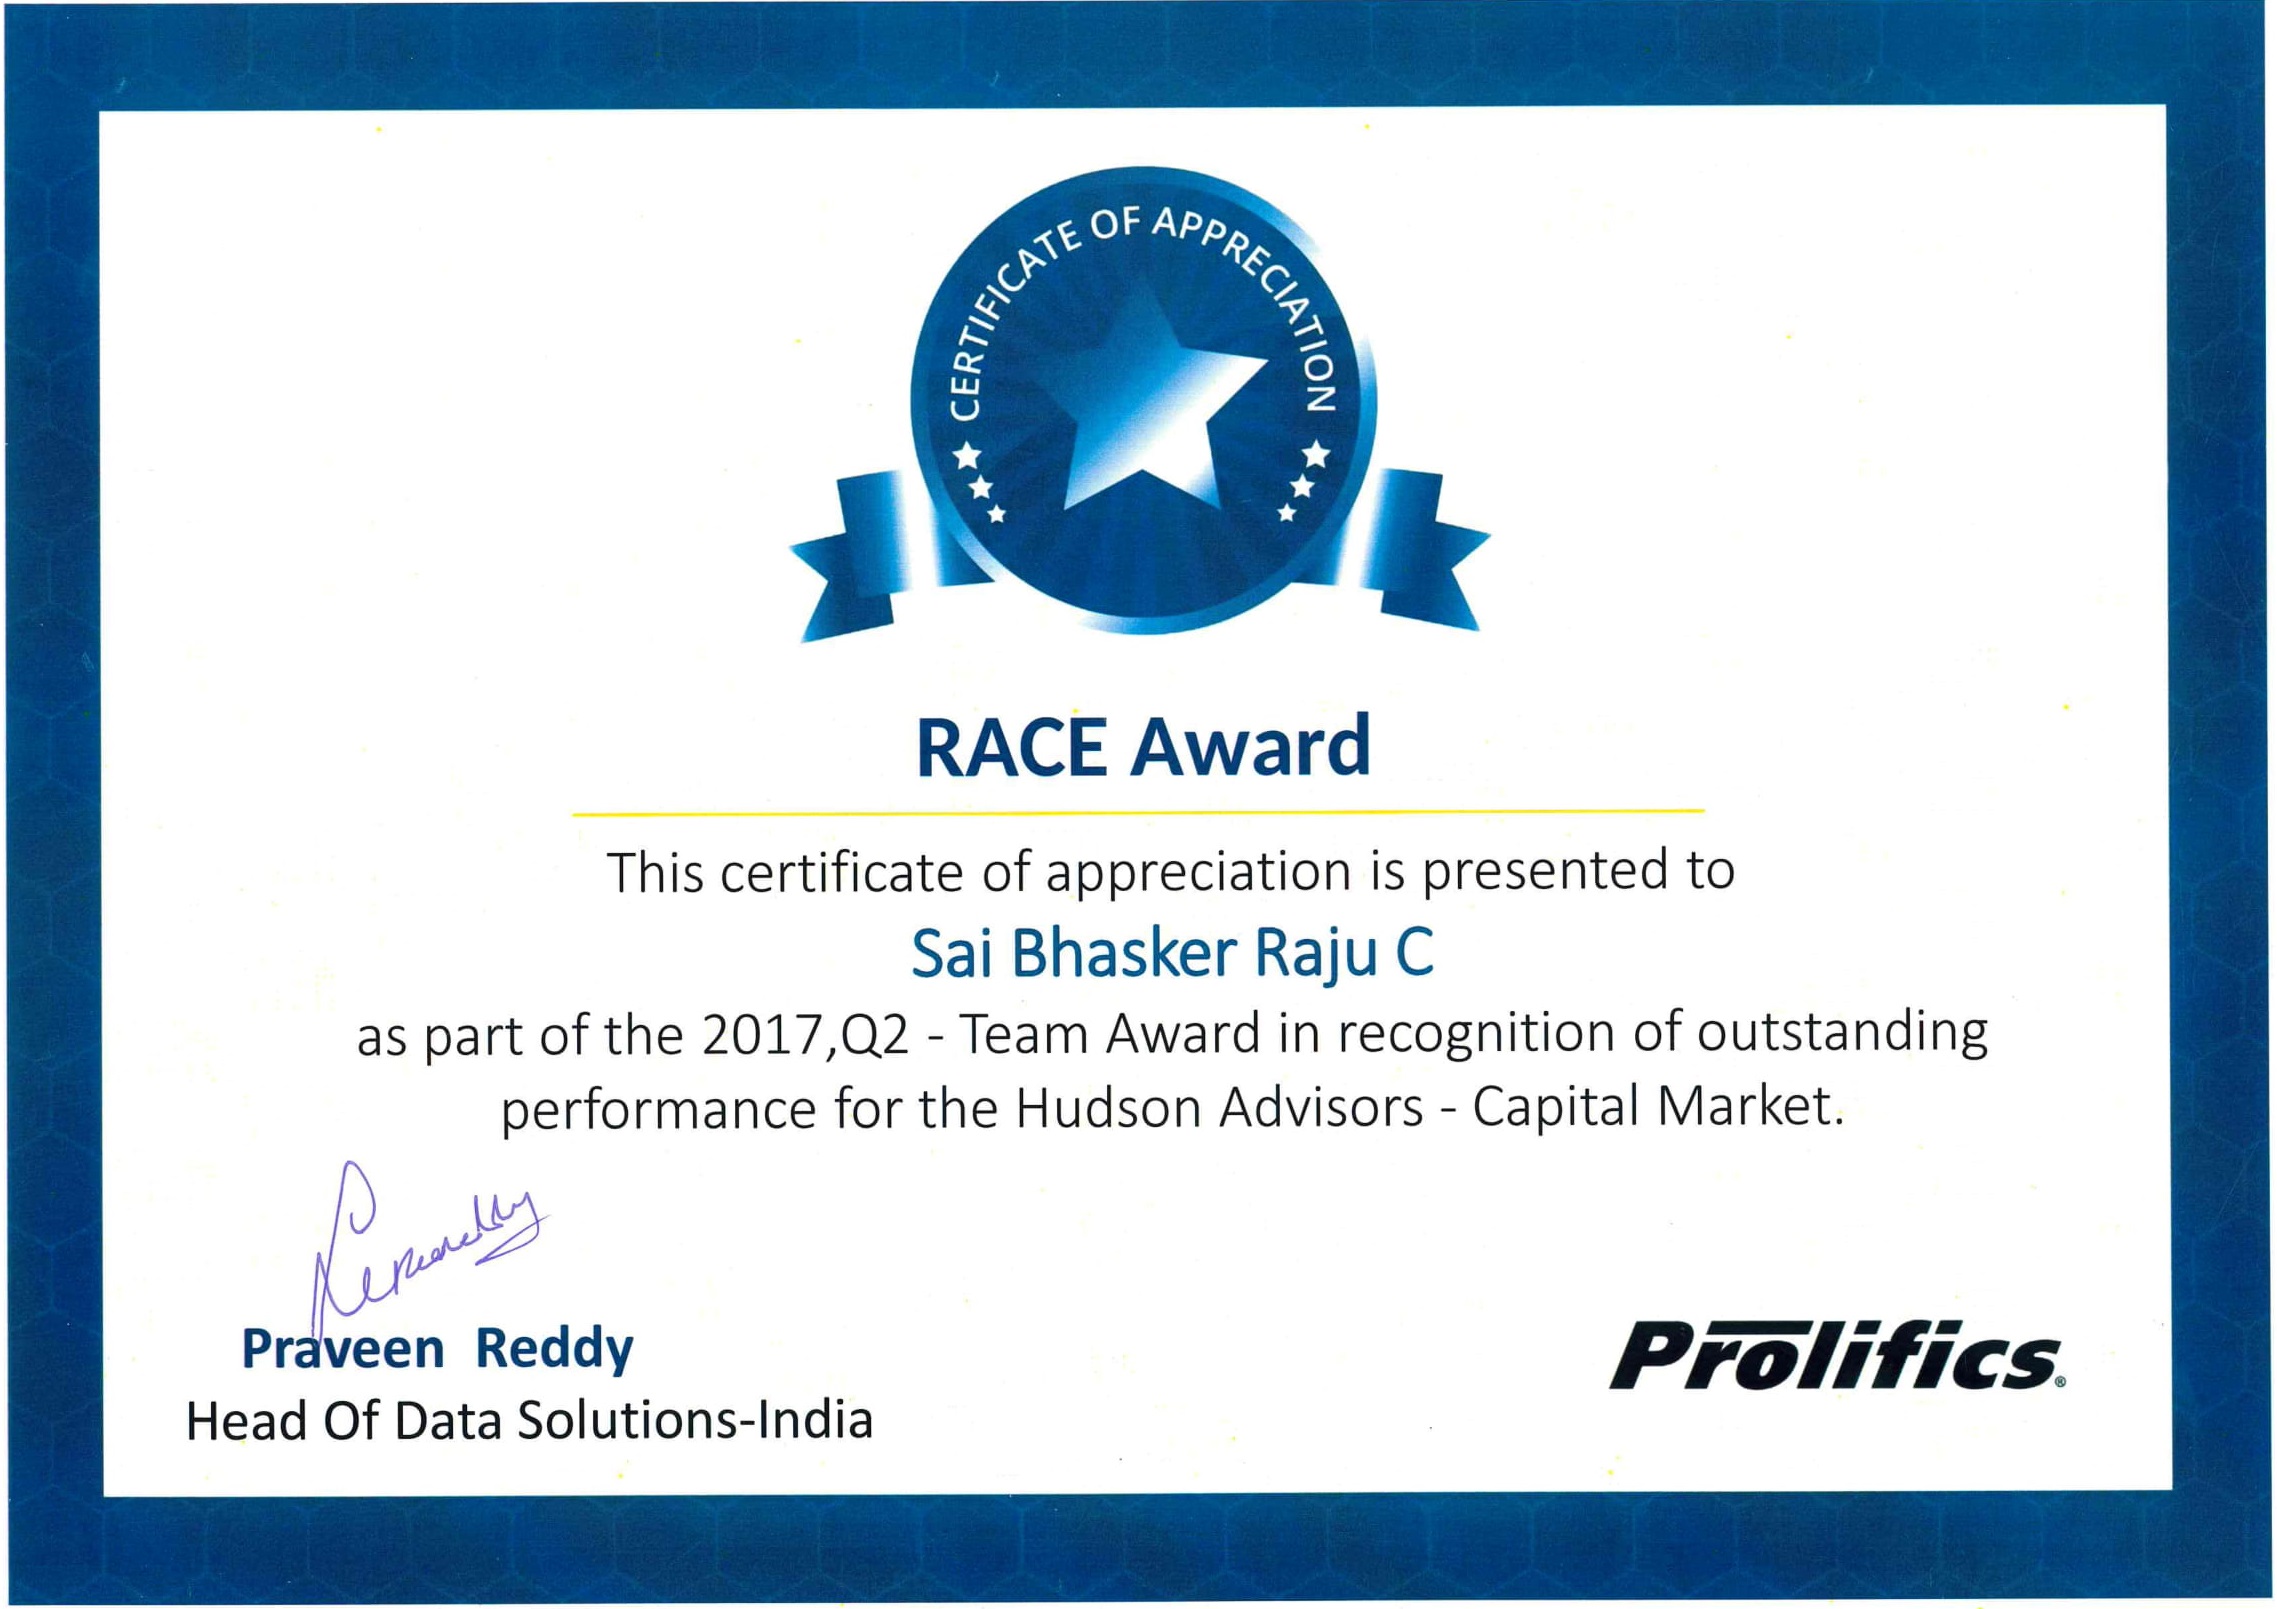 CERTIFICATE OF APPRECIATION
RACE Award
This certificate of appreciation is presented to
Sai Bhasker Raju C
as part of the 2017,Q2 - Team Award in recognition of outstanding
performance for the Hudson Advisors - Capital Market.
Praveen Reddy
Head Of Data Solutions-India
Prolifics®